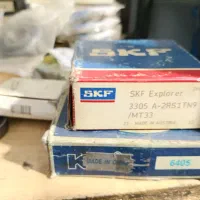 SKF
SKF
SKF Explorer
3305 A-2RS1TN9
/MT33
K
MADE IN
6405